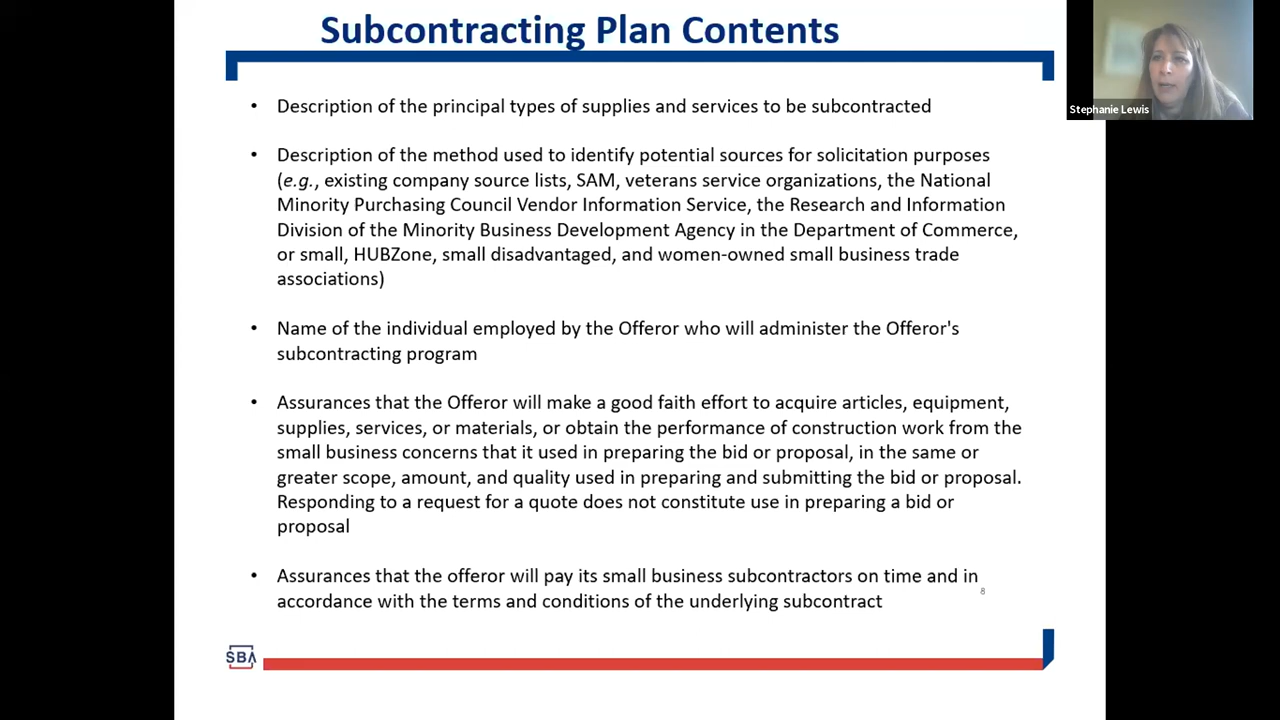 Subcontracting Plan Contents
Stephanie Lewis
• Description of the principal types of supplies and services to be subcontracted
• Description of the method used to identify potential sources for solicitation purposes
(e.g., existing company source lists, SAM, veterans service organizations, the National
Minority Purchasing Council Vendor Information Service, the Research and Information
Division of the Minority Business Development Agency in the Department of Commerce,
or small, HUBZone, small disadvantaged, and women-owned small business trade
associations)
• Name of the individual employed by the Offeror who will administer the Offeror's
subcontracting program
• Assurances that the Offeror will make a good faith effort to acquire articles, equipment,
supplies, services, or materials, or obtain the performance of construction work from the
small business concerns that it used in preparing the bid or proposal, in the same or
greater scope, amount, and quality used in preparing and submitting the bid or proposal.
Responding to a request for a quote does not constitute use in preparing a bid or
proposal
• Assurances that the offeror will pay its small business subcontractors on time and in
accordance with the terms and conditions of the underlying subcontract
8
SBA